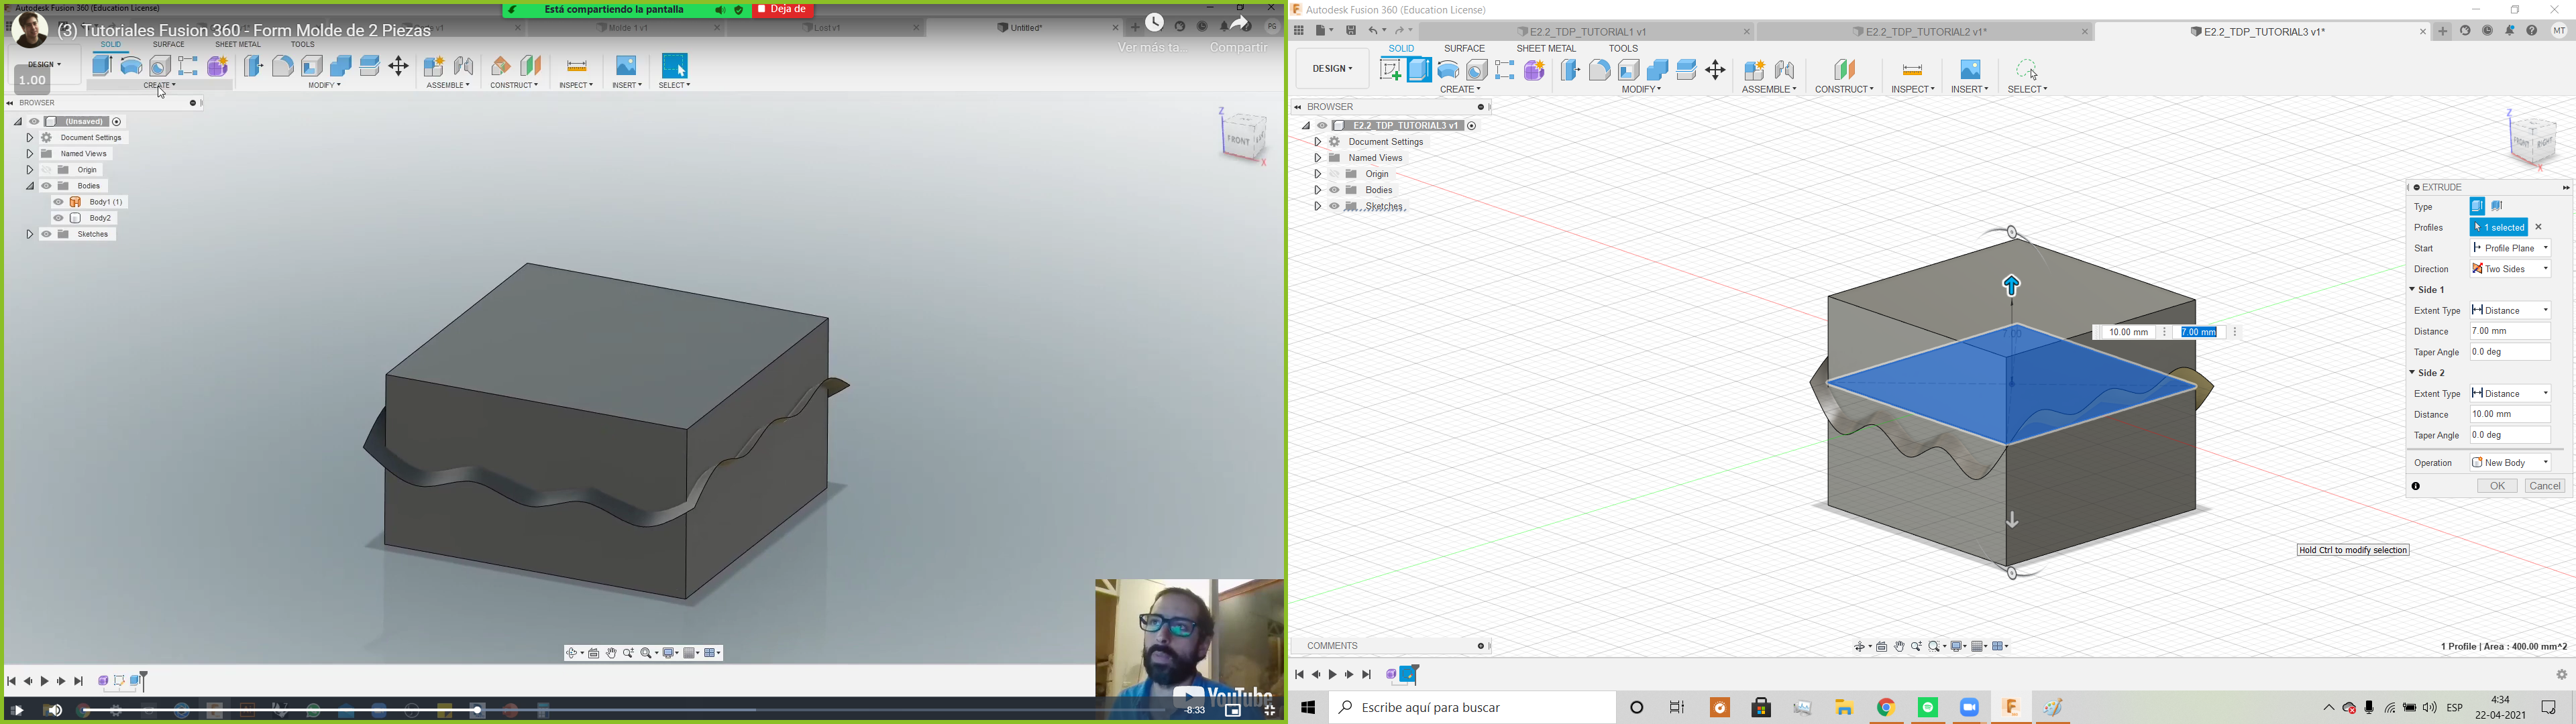 Autodesk Fusion 360 (Education License)
Está compartiendo la pantalla
Deja de
(3) Tutoriales Fusion 360 - Form Molde de 2 Piezas
Molde 1 v1
Lost v1
Untitled*
PG
Ver más ta...
Compartir
SOLID
SURFACE
SHEET METAL
TOOLS
DESIGN
1.00
CREATE
MODIFY
ASSEMBLE
CONSTRUCT
INSPECT
INSERT
SELECT
BROWSER
(Unsaved)
Document Settings
Named Views
Origin
Bodies
Body1 (1)
Body2
Sketches
Z
FRONT
X
YouTube
-8:33
Autodesk Fusion 360 (Education License)
E2.2_TDP_TUTORIAL1 v1
E2.2_TDP_TUTORIAL2 v1*
E2.2_TDP_TUTORIAL3 v1*
MT
SOLID
SURFACE
SHEET METAL
TOOLS
DESIGN
CREATE
MODIFY
ASSEMBLE
CONSTRUCT
INSPECT
INSERT
SELECT
BROWSER
E2.2_TDP_TUTORIAL3 v1
Document Settings
Named Views
Origin
Bodies
Sketches
Z
FRONT
RIGHT
X
EXTRUDE
Type
Profiles
1 selected
Start
Profile Plane
Direction
Two Sides
Side 1
Extent Type
Distance
Distance
7.00 mm
Taper Angle
0.0 deg
Side 2
Extent Type
Distance
Distance
10.00 mm
Taper Angle
0.0 deg
Operation
New Body
OK
Cancel
10.00 mm
7.00 mm
7.00
Hold Ctrl to modify selection
COMMENTS
1 Profile | Area : 400.00 mm^2
Escribe aquí para buscar
ESP
4:34
22-04-2021